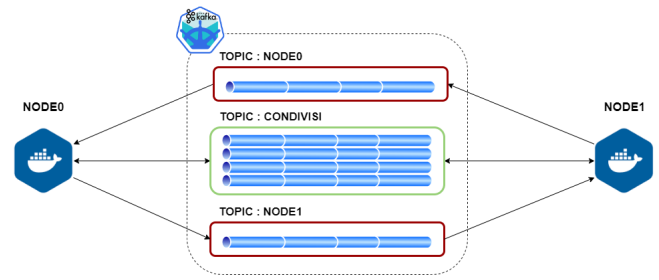 kafka
TOPIC : NODE0
NODE0
NODE1
TOPIC : CONDIVISI
TOPIC : NODE1